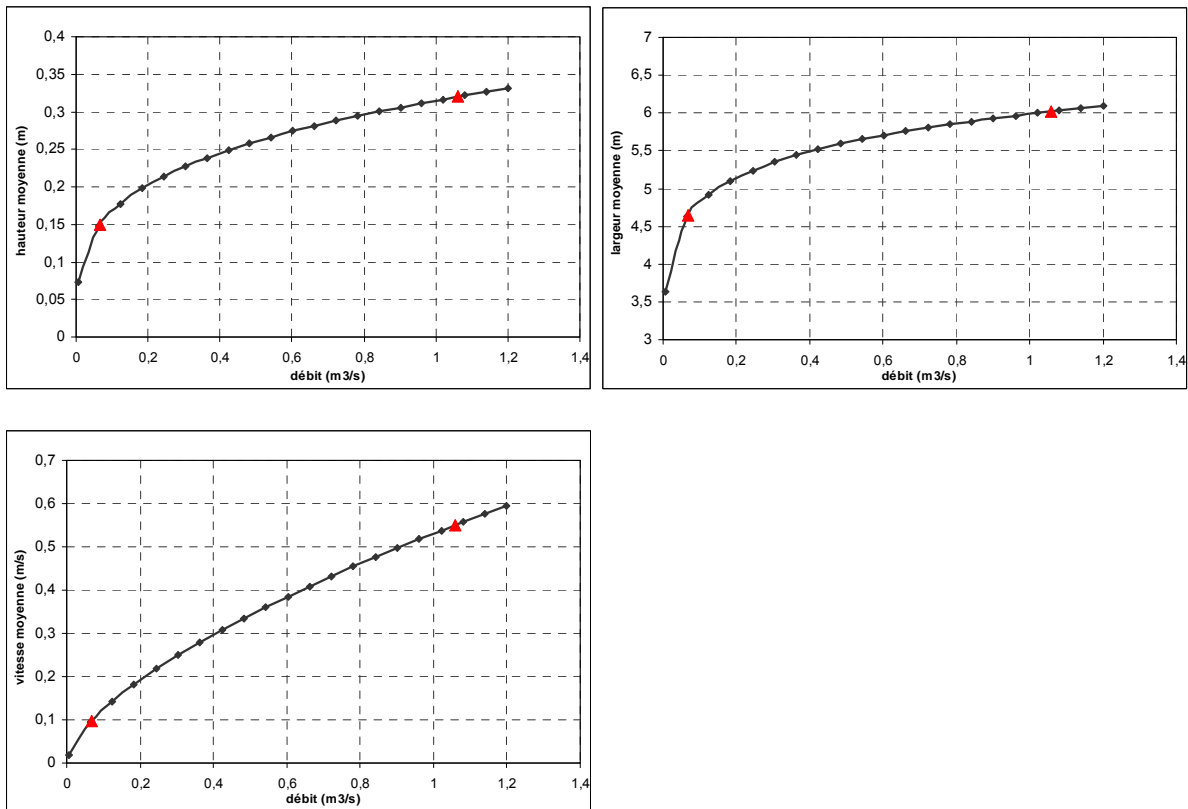 0,4
0,35
0,3
0,25
0,2
0,15
0,1
0,05
0
hauteur moyenne (m)
0 0,2 0,4 0,6 0,8 1 1,2 1,4
débit (m3/s)
7
6,5
6
5,5
5
4,5
4
3,5
3
largeur moyenne (m)
0 0,2 0,4 0,6 0,8 1 1,2 1,4
débit (m3/s)
0,7
0,6
0,5
0,4
0,3
0,2
0,1
0
vitesse moyenne (m/s)
0 0,2 0,4 0,6 0,8 1 1,2 1,4
débit (m3/s)